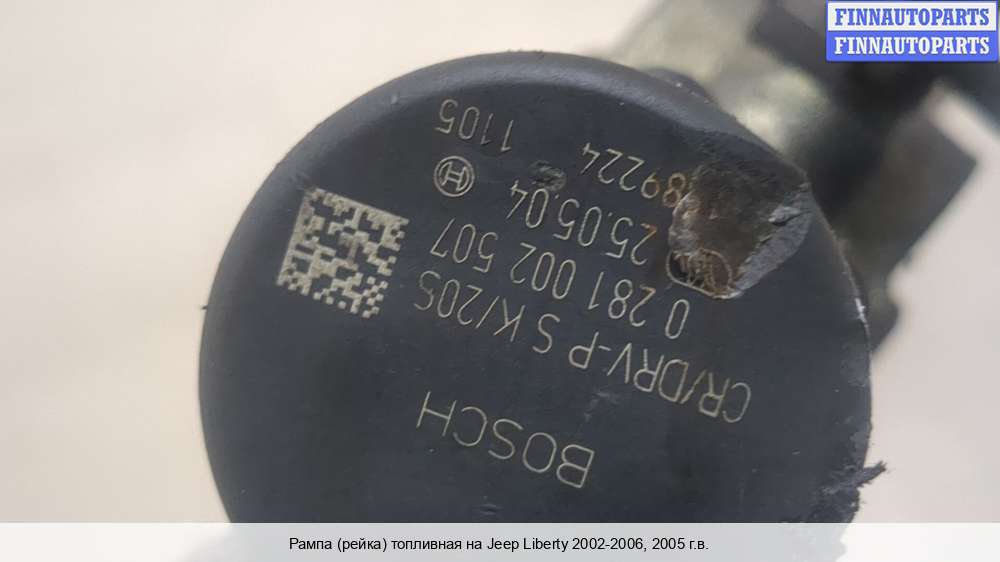 FINNAUTOPARTS
FINNAUTOPARTS
BOSCH
CR/DRV-P S K/20S
0 281 002 507
25.05.04
89224
1105
Рампа (рейка) топливная на Jeep Liberty 2002-2006, 2005 г.в.